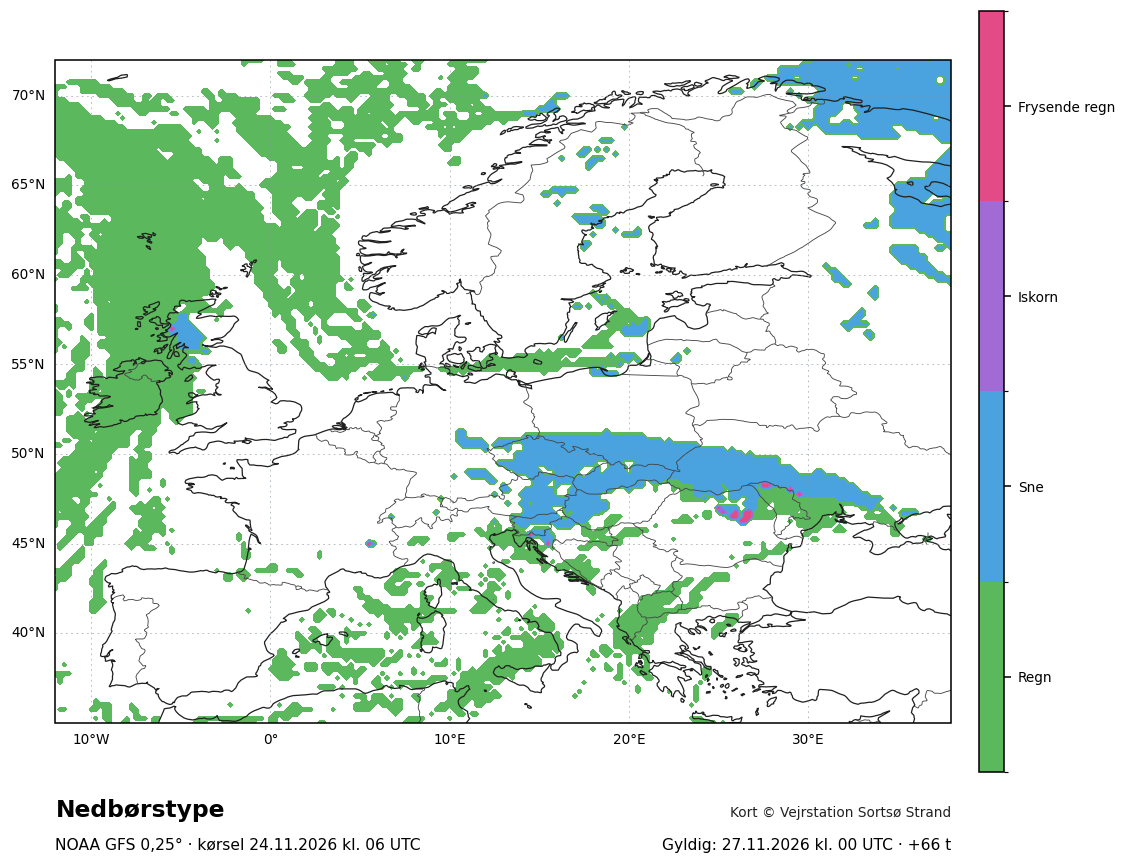 Frysende regn
Iskorn
Sne
Regn
70°N
65°N
60°N
55°N
50°N
45°N
40°N
10°W
0°
10°E
20°E
30°E
Nedbørstype
Kort © Vejrstation Sortsø Strand
NOAA GFS 0,25° · kørsel 24.11.2026 kl. 06 UTC
Gyldig: 27.11.2026 kl. 00 UTC · +66 t